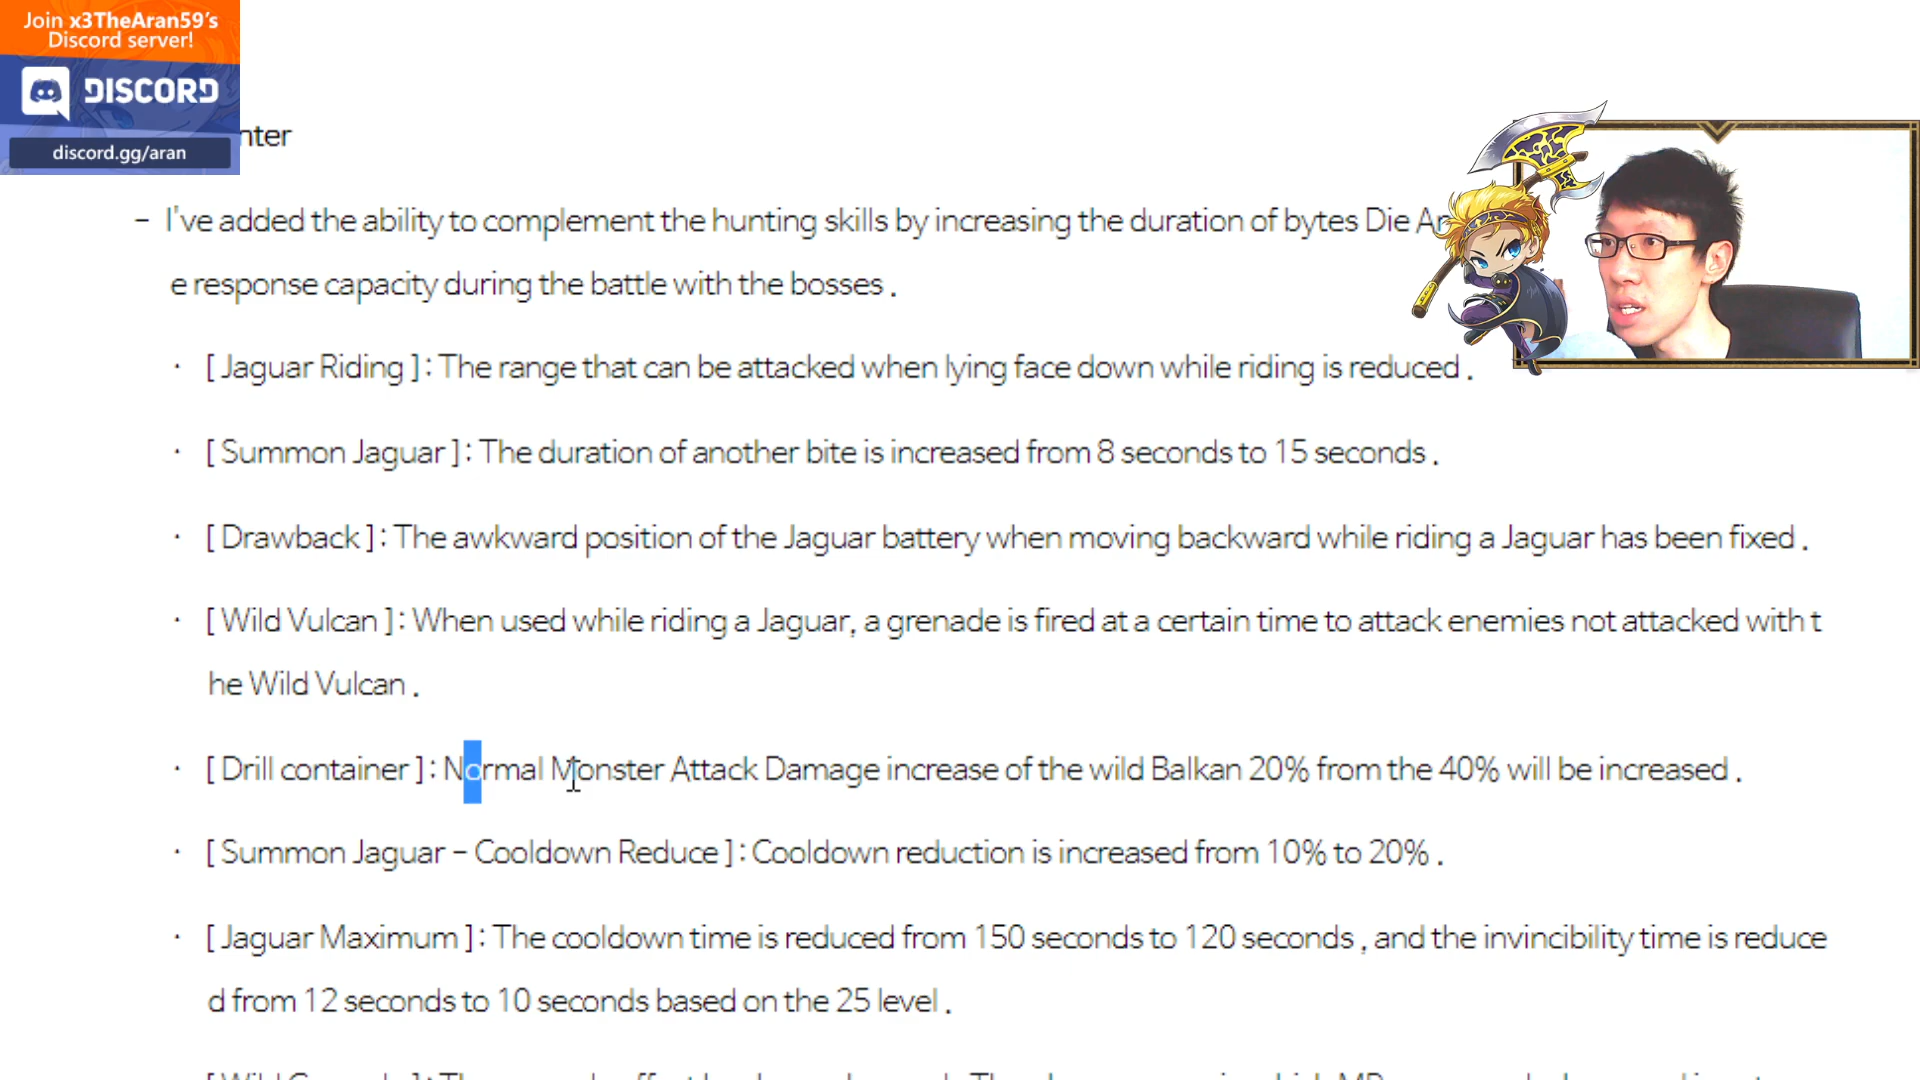 Join x3TheAran59's
Discord server!
DISCORD
discord.gg/aran
nter
– I've added the ability to complement the hunting skills by increasing the duration of bytes Die
e response capacity during the battle with the bosses .
· [ Jaguar Riding ] : The range that can be attacked when lying face down while riding is reduced .
· [ Summon Jaguar ] : The duration of another bite is increased from 8 seconds to 15 seconds .
· [ Drawback ] : The awkward position of the Jaguar battery when moving backward while riding a Jaguar has been fixed .
· [ Wild Vulcan ] : When used while riding a Jaguar, a grenade is fired at a certain time to attack enemies not attacked with t
he Wild Vulcan .
· [ Drill container ] : Normal Monster Attack Damage increase of the wild Balkan 20% from the 40% will be increased .
· [ Summon Jaguar – Cooldown Reduce ] : Cooldown reduction is increased from 10% to 20% .
· [ Jaguar Maximum ] : The cooldown time is reduced from 150 seconds to 120 seconds , and the invincibility time is reduce
d from 12 seconds to 10 seconds based on the 25 level .